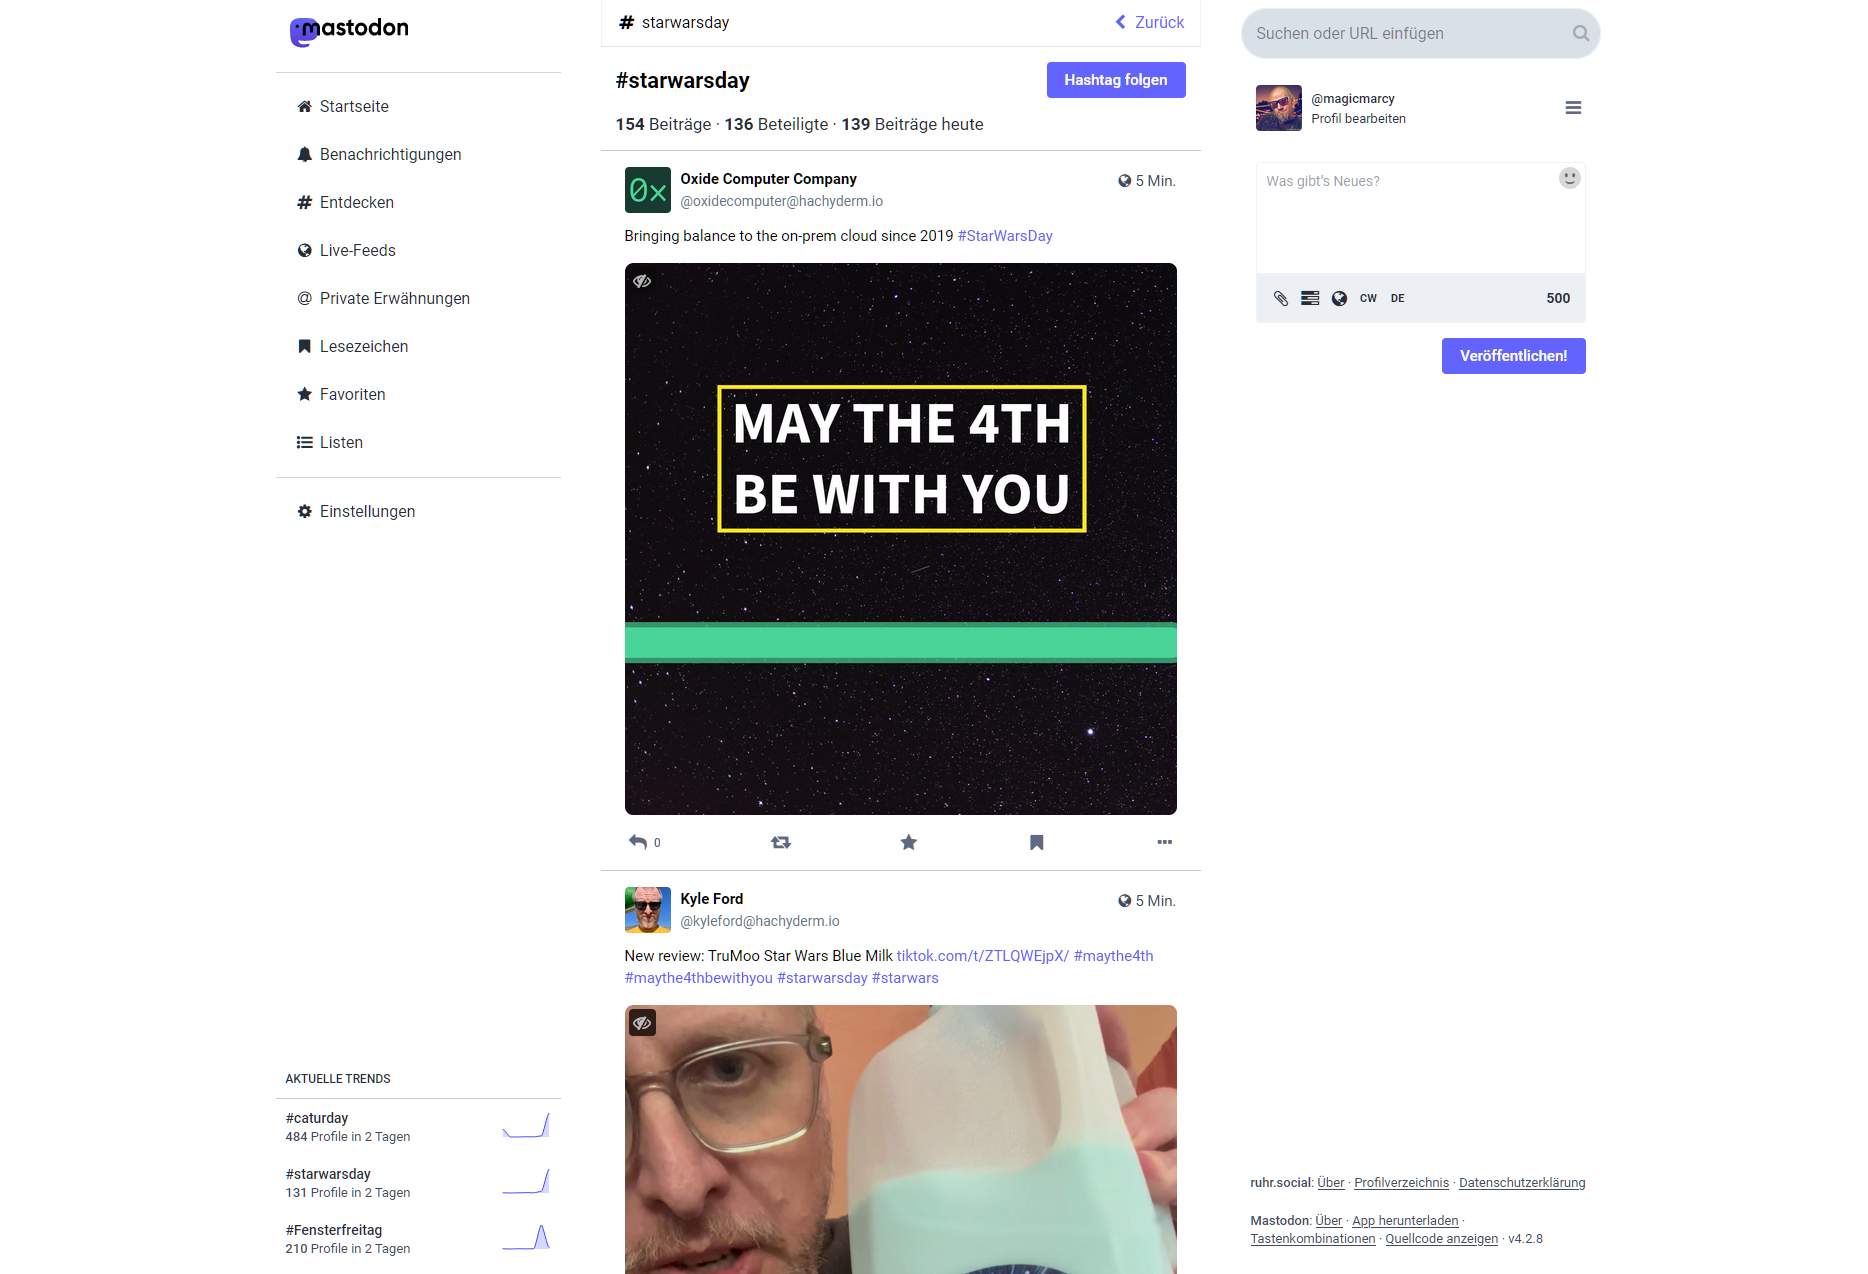 mastodon
Startseite
Benachrichtigungen
Entdecken
Live-Feeds
Private Erwähnungen
Lesezeichen
Favoriten
Listen
Einstellungen
AKTUELLE TRENDS
#caturday
484 Profile in 2 Tagen
#starwarsday
131 Profile in 2 Tagen
#Fensterfreitag
210 Profile in 2 Tagen
# starwarsday
Zurück
#starwarsday
Hashtag folgen
154 Beiträge · 136 Beteiligte · 139 Beiträge heute
0x
Oxide Computer Company
5 Min.
@oxidecomputer@hachyderm.io
Bringing balance to the on-prem cloud since 2019 #StarWarsDay
MAY THE 4TH
BE WITH YOU
0
Kyle Ford
5 Min.
@kyleford@hachyderm.io
New review: TruMoo Star Wars Blue Milk tiktok.com/t/ZTLQWEjpX/ #maythe4th
#maythe4thbewithyou #starwarsday #starwars
Suchen oder URL einfügen
@magicmarcy
Profil bearbeiten
Was gibt's Neues?
CW
DE
500
Veröffentlichen!
ruhr.social: Über · Profilverzeichnis · Datenschutzerklärung
Mastodon: Über · App herunterladen ·
Tastenkombinationen · Quellcode anzeigen · v4.2.8